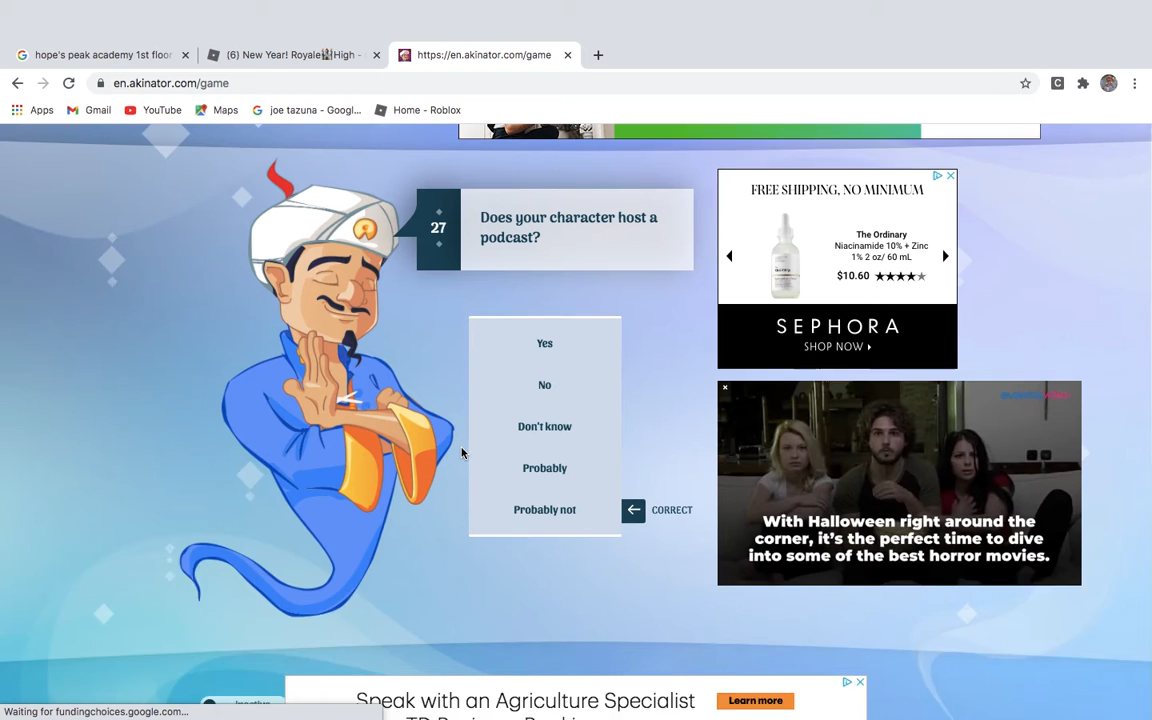 hope's peak academy 1st floor
(6) New Year! Royale High -
https://en.akinator.com/game
en.akinator.com/game
Apps
Gmail
YouTube
Maps
joe tazuna - Googl...
Home - Roblox
27
Does your character host a
podcast?
Yes
No
Don't know
Probably
Probably not
CORRECT
FREE SHIPPING, NO MINIMUM
The Ordinary
Niacinamide 10% + Zinc
1% 2 oz/ 60 mL
$10.60
SEPHORA
SHOP NOW
With Halloween right around the
corner, it's the perfect time to dive
into some of the best horror movies.
Speak with an Agriculture Specialist
Learn more
Waiting for fundingchoices.google.com...